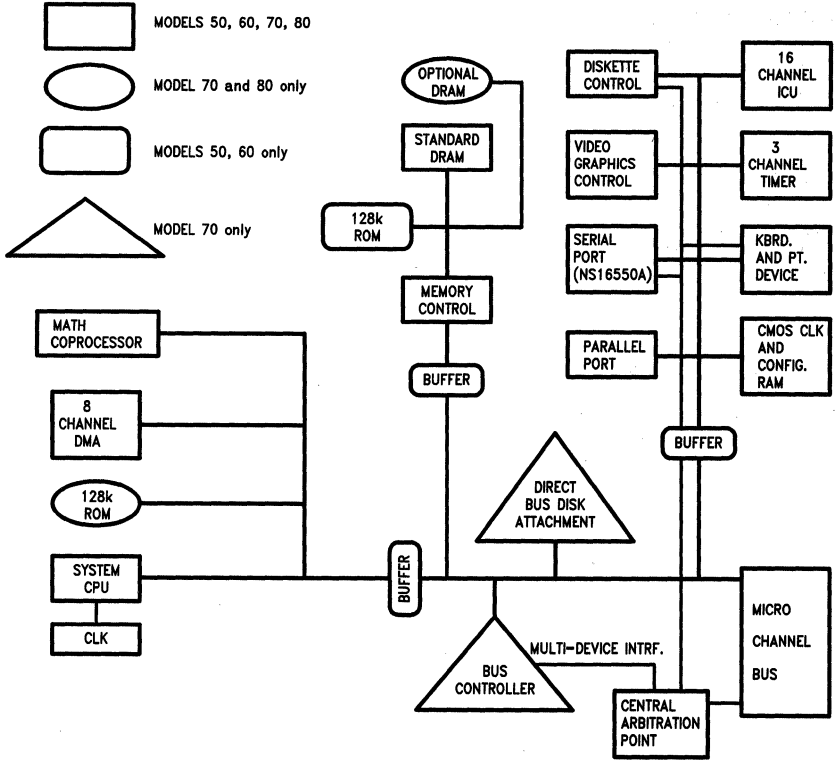 MODELS 50, 60, 70, 80
MODEL 70 and 80 only
MODELS 50, 60 only
MODEL 70 only
OPTIONAL
DRAM
STANDARD
DRAM
128k
ROM
MEMORY
CONTROL
BUFFER
DISKETTE
CONTROL
16
CHANNEL
ICU
VIDEO
GRAPHICS
CONTROL
3
CHANNEL
TIMER
SERIAL
PORT
(NS16550A)
KBRD.
AND PT.
DEVICE
PARALLEL
PORT
CMOS CLK
AND
CONFIG.
RAM
BUFFER
MATH
COPROCESSOR
8
CHANNEL
DMA
128k
ROM
SYSTEM
CPU
CLK
BUFFER
DIRECT
BUS DISK
ATTACHMENT
BUS
CONTROLLER
MULTI-DEVICE INTRF.
CENTRAL
ARBITRATION
POINT
MICRO
CHANNEL
BUS